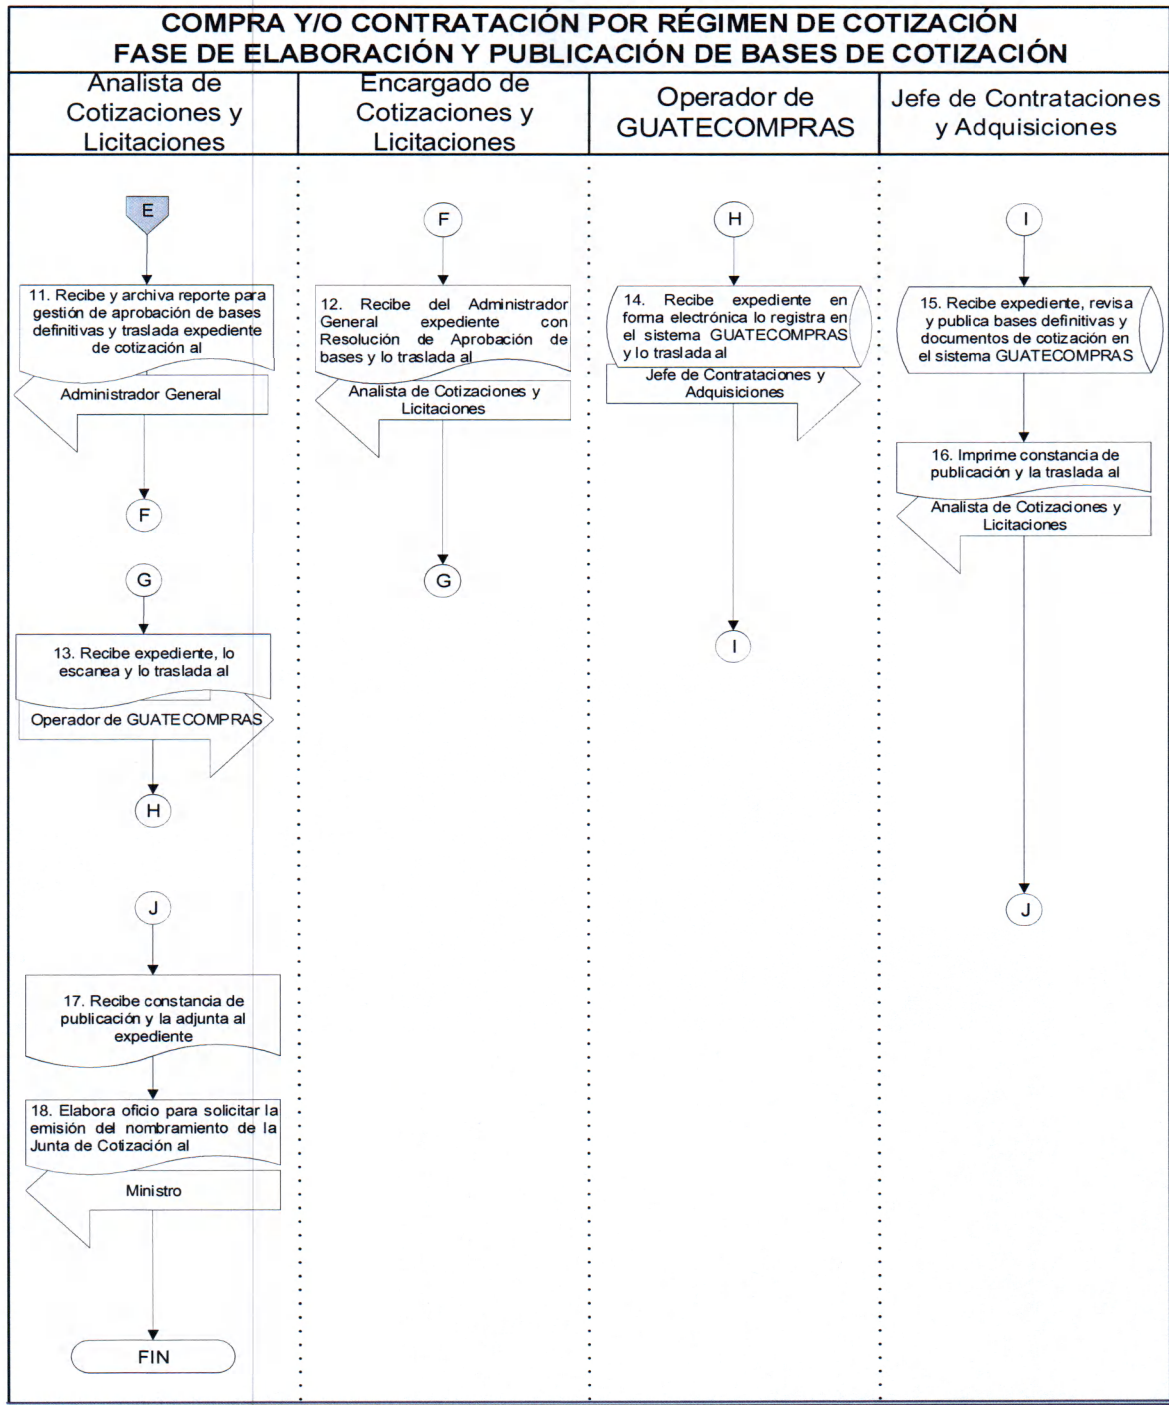 COMPRA Y/O CONTRATACIÓN POR RÉGIMEN DE COTIZACIÓN
FASE DE ELABORACIÓN Y PUBLICACIÓN DE BASES DE COTIZACIÓN
Analista de
Cotizaciones y
Licitaciones
Encargado de
Cotizaciones y
Licitaciones
Operador de
GUATECOMPRAS
Jefe de Contrataciones
y Adquisiciones
E
11. Recibe y archiva reporte para
gestión de aprobación de bases
definitivas y traslada expediente
de cotización al
Administrador General
F
G
13. Recibe expediente, lo
escanea y lo traslada al
Operador de GUATECOMPRAS
H
J
17. Recibe constancia de
publicación y la adjunta al
expediente
18. Elabora oficio para solicitar la
emisión del nombramiento de la
Junta de Cotización al
Ministro
FIN
F
12. Recibe del Administrador
General expediente con
Resolución de Aprobación de
bases y lo traslada al
Analista de Cotizaciones y
Licitaciones
G
H
14. Recibe expediente en
forma electrónica lo registra en
el sistema GUATECOMPRAS
y lo traslada al
Jefe de Contrataciones y
Adquisiciones
I
I
15. Recibe expediente, revisa
y publica bases definitivas y
documentos de cotización en
el sistema GUATECOMPRAS
16. Imprime constancia de
publicación y la traslada al
Analista de Cotizaciones y
Licitaciones
J